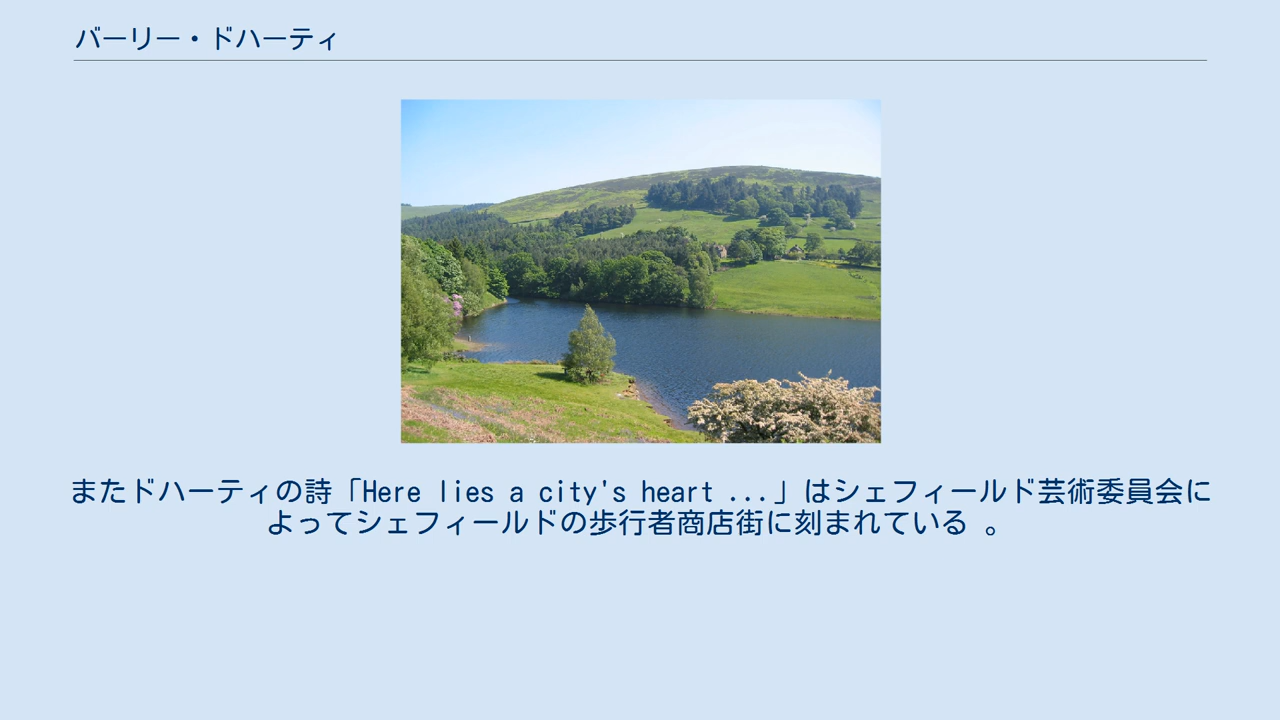 バーリー・ドハーティ
またドハーティの詩「Here lies a city's heart ...」はシェフィールド芸術委員会に
よってシェフィールドの歩行者商店街に刻まれている 。